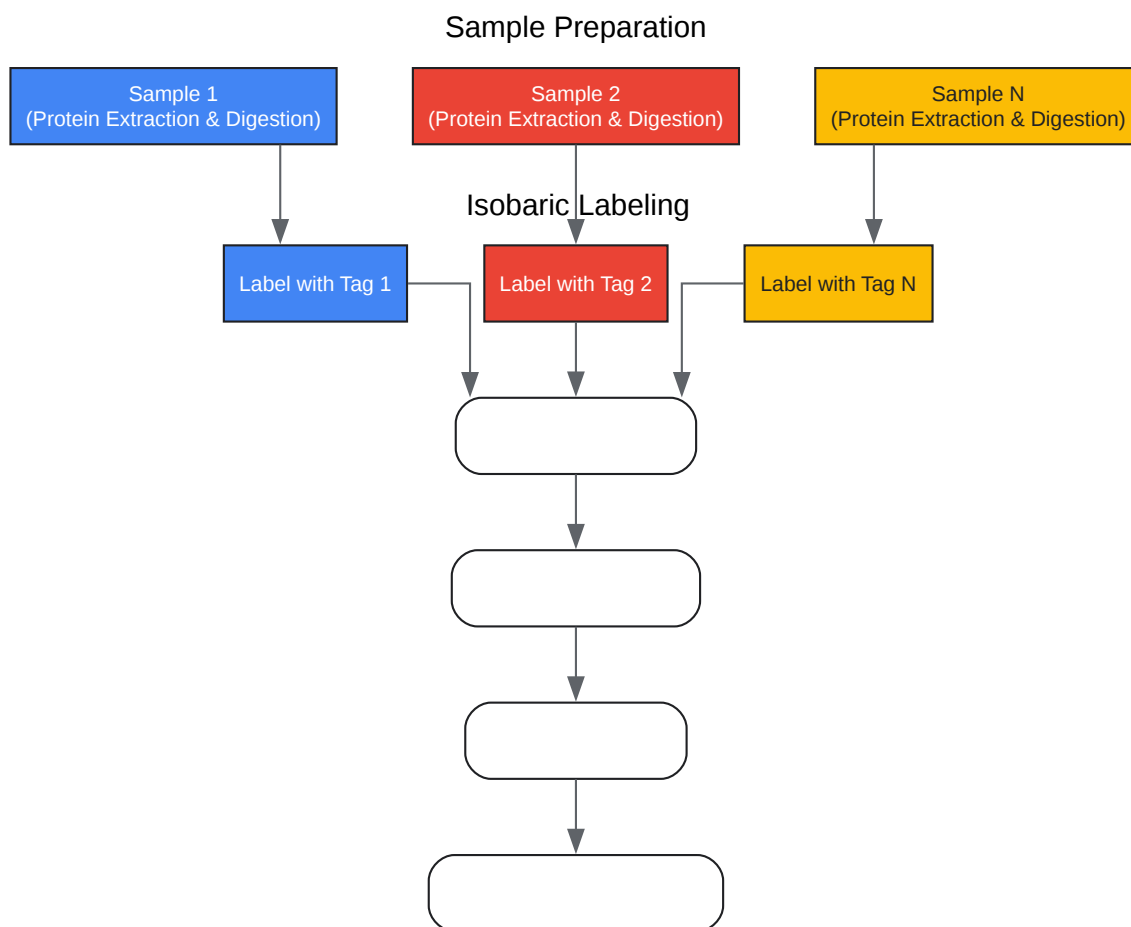 Sample Preparation
Sample 1
(Protein Extraction & Digestion)
Sample 2
(Protein Extraction & Digestion)
Sample N
(Protein Extraction & Digestion)
Isobaric Labeling
Label with Tag 1
Label with Tag 2
Label with Tag N